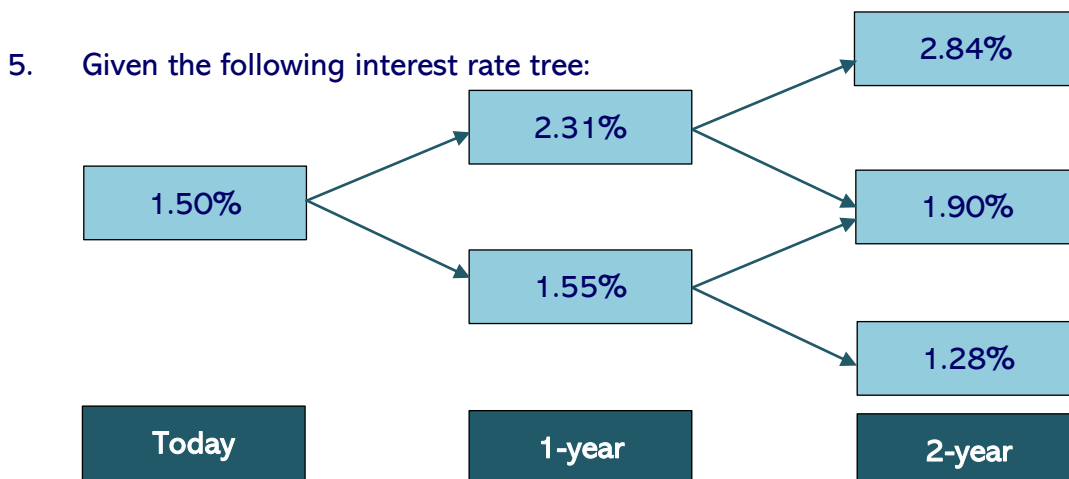 5. Given the following interest rate tree:
2.84%
2.31%
1.50%
1.90%
1.55%
1.28%
Today
1-year
2-year